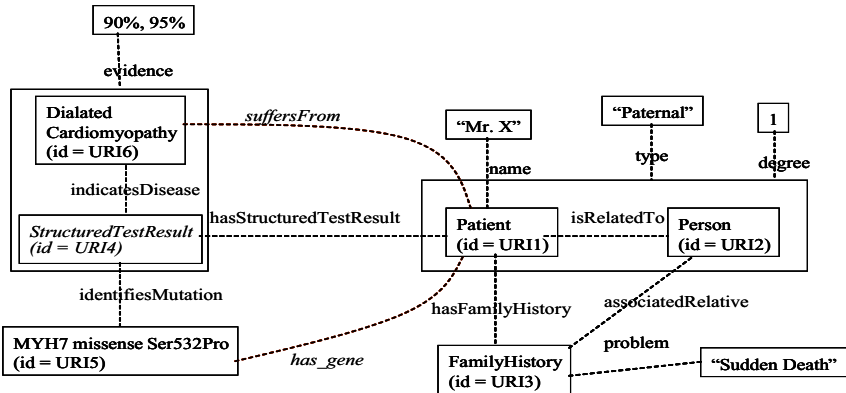 90%, 95%
evidence
Dialated
Cardiomyopathy
(id = URI6)
suffersFrom
"Mr. X"
"Paternal"
1
name
type
degree
indicatesDisease
StructuredTestResult
(id = URI4)
hasStructuredTestResult
Patient
(id = URI1)
isRelatedTo
Person
(id = URI2)
identifiesMutation
hasFamilyHistory
associatedRelative
MYH7 missense Ser532Pro
(id = URI5)
has_gene
FamilyHistory
(id = URI3)
problem
"Sudden Death"